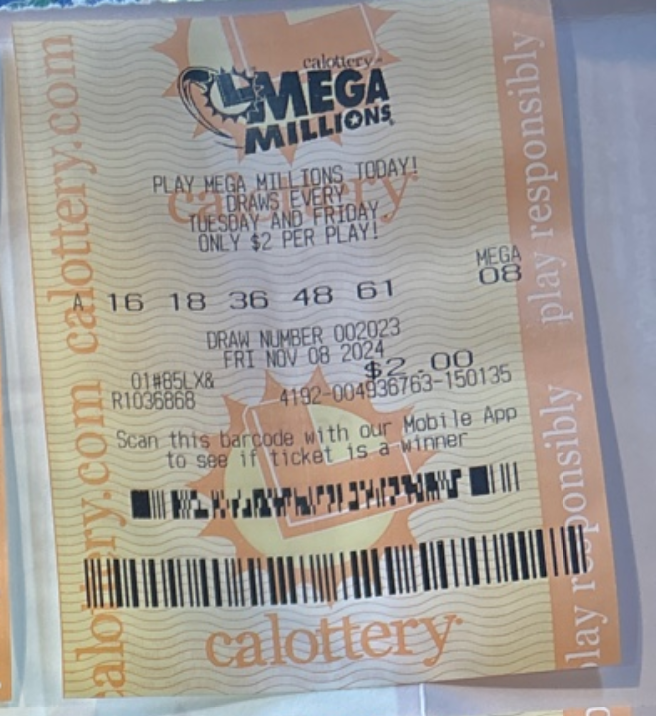 calottery
MEGA
MILLIONS
PLAY MEGA MILLIONS TODAY!
DRAWS EVERY
TUESDAY AND FRIDAY
ONLY $2 PER PLAY!
MEGA
A 16 18 36 48 61 08
DRAW NUMBER 002023
FRI NOV 08 2024
$2.00
01#85LX&
R1036868 4192-004936763-150135
Scan this barcode with our Mobile App
to see if ticket is a winner
calottery
calottery
calottery.com
calottery.com
play responsibly
play responsibly